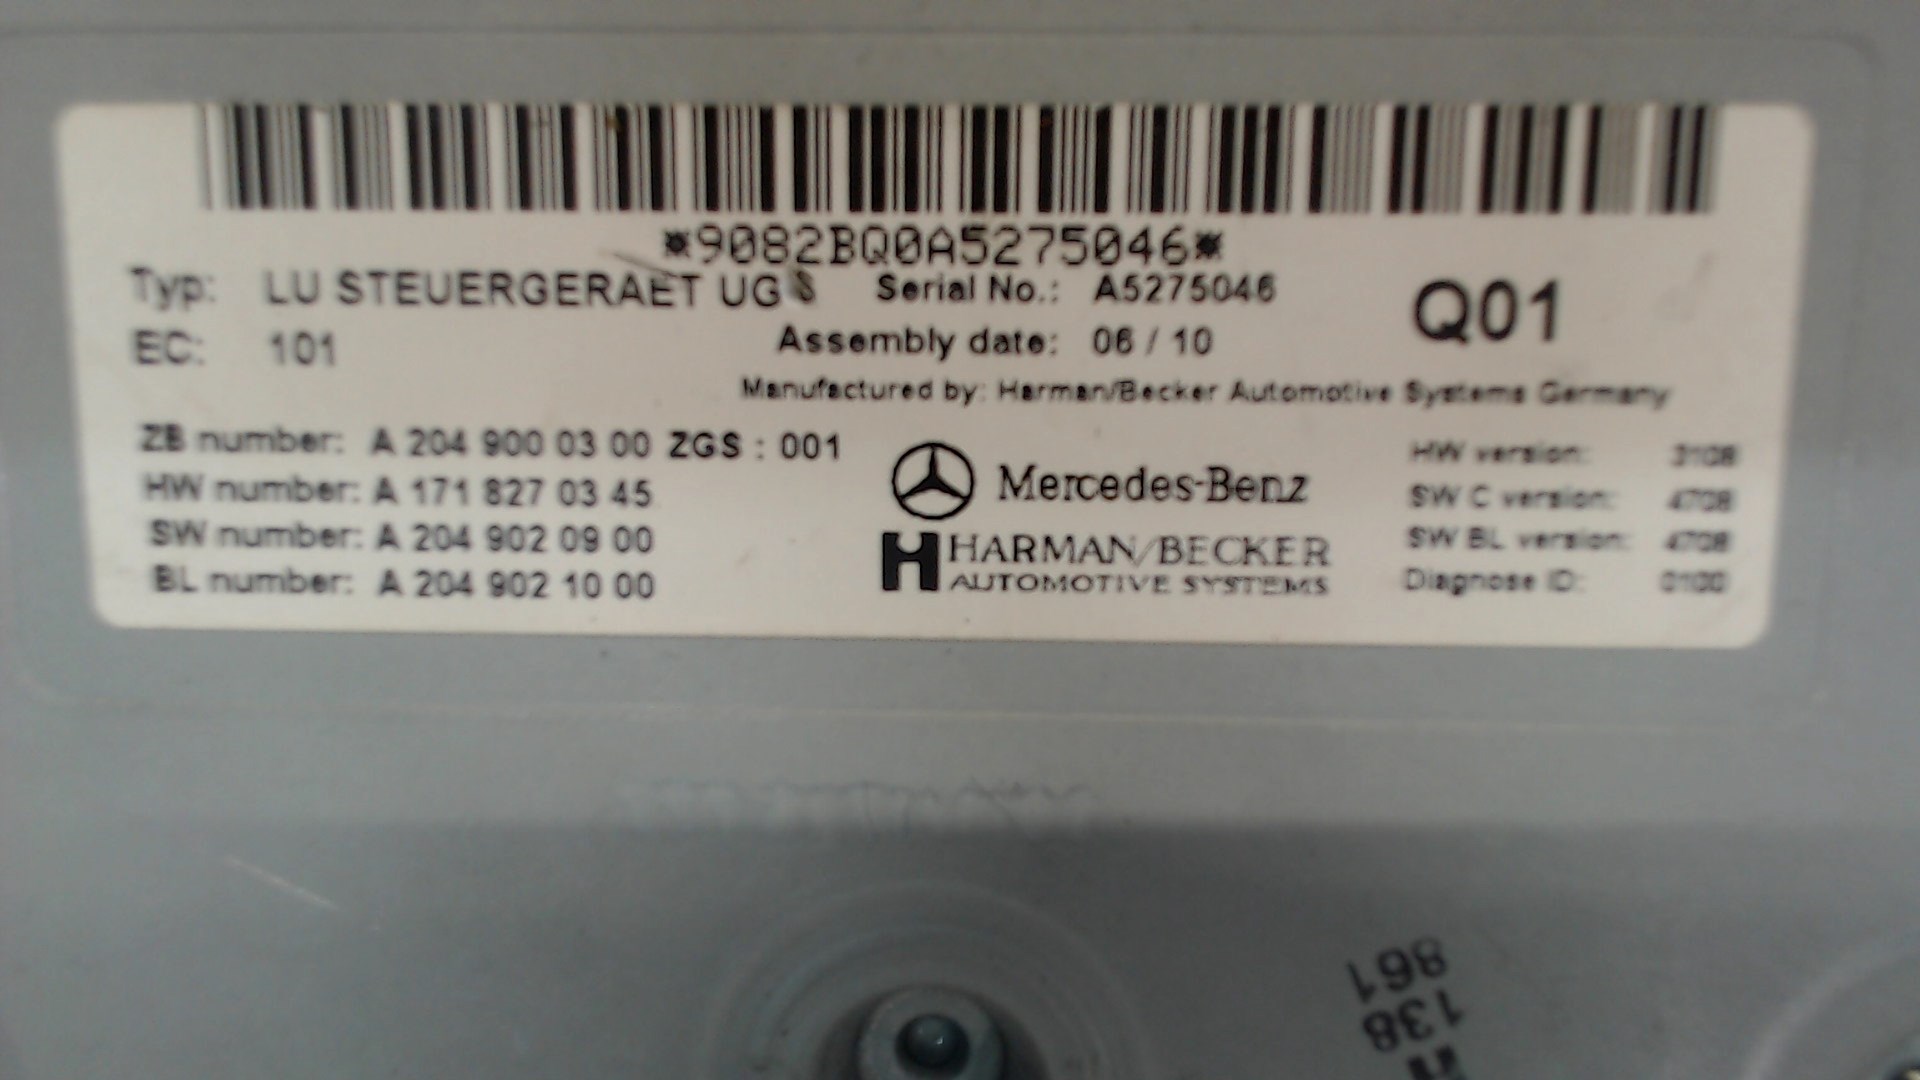 *9082BQ0A5275046*
Typ: LU STEUERGERAET UG S Serial No.: A5275046
Q01
EC: 101 Assembly date: 06 / 10
Manufactured by: Harman/Becker Automotive Systems Germany
ZB number: A 204 900 03 00 ZGS : 001
HW number: A 171 827 03 45
SW number: A 204 902 09 00
BL number: A 204 902 10 00
Mercedes-Benz
HARMAN/BECKER
AUTOMOTIVE SYSTEMS
HW version: 3108
SW C version: 4708
SW BL version: 4708
Diagnose ID: 0100
138
861